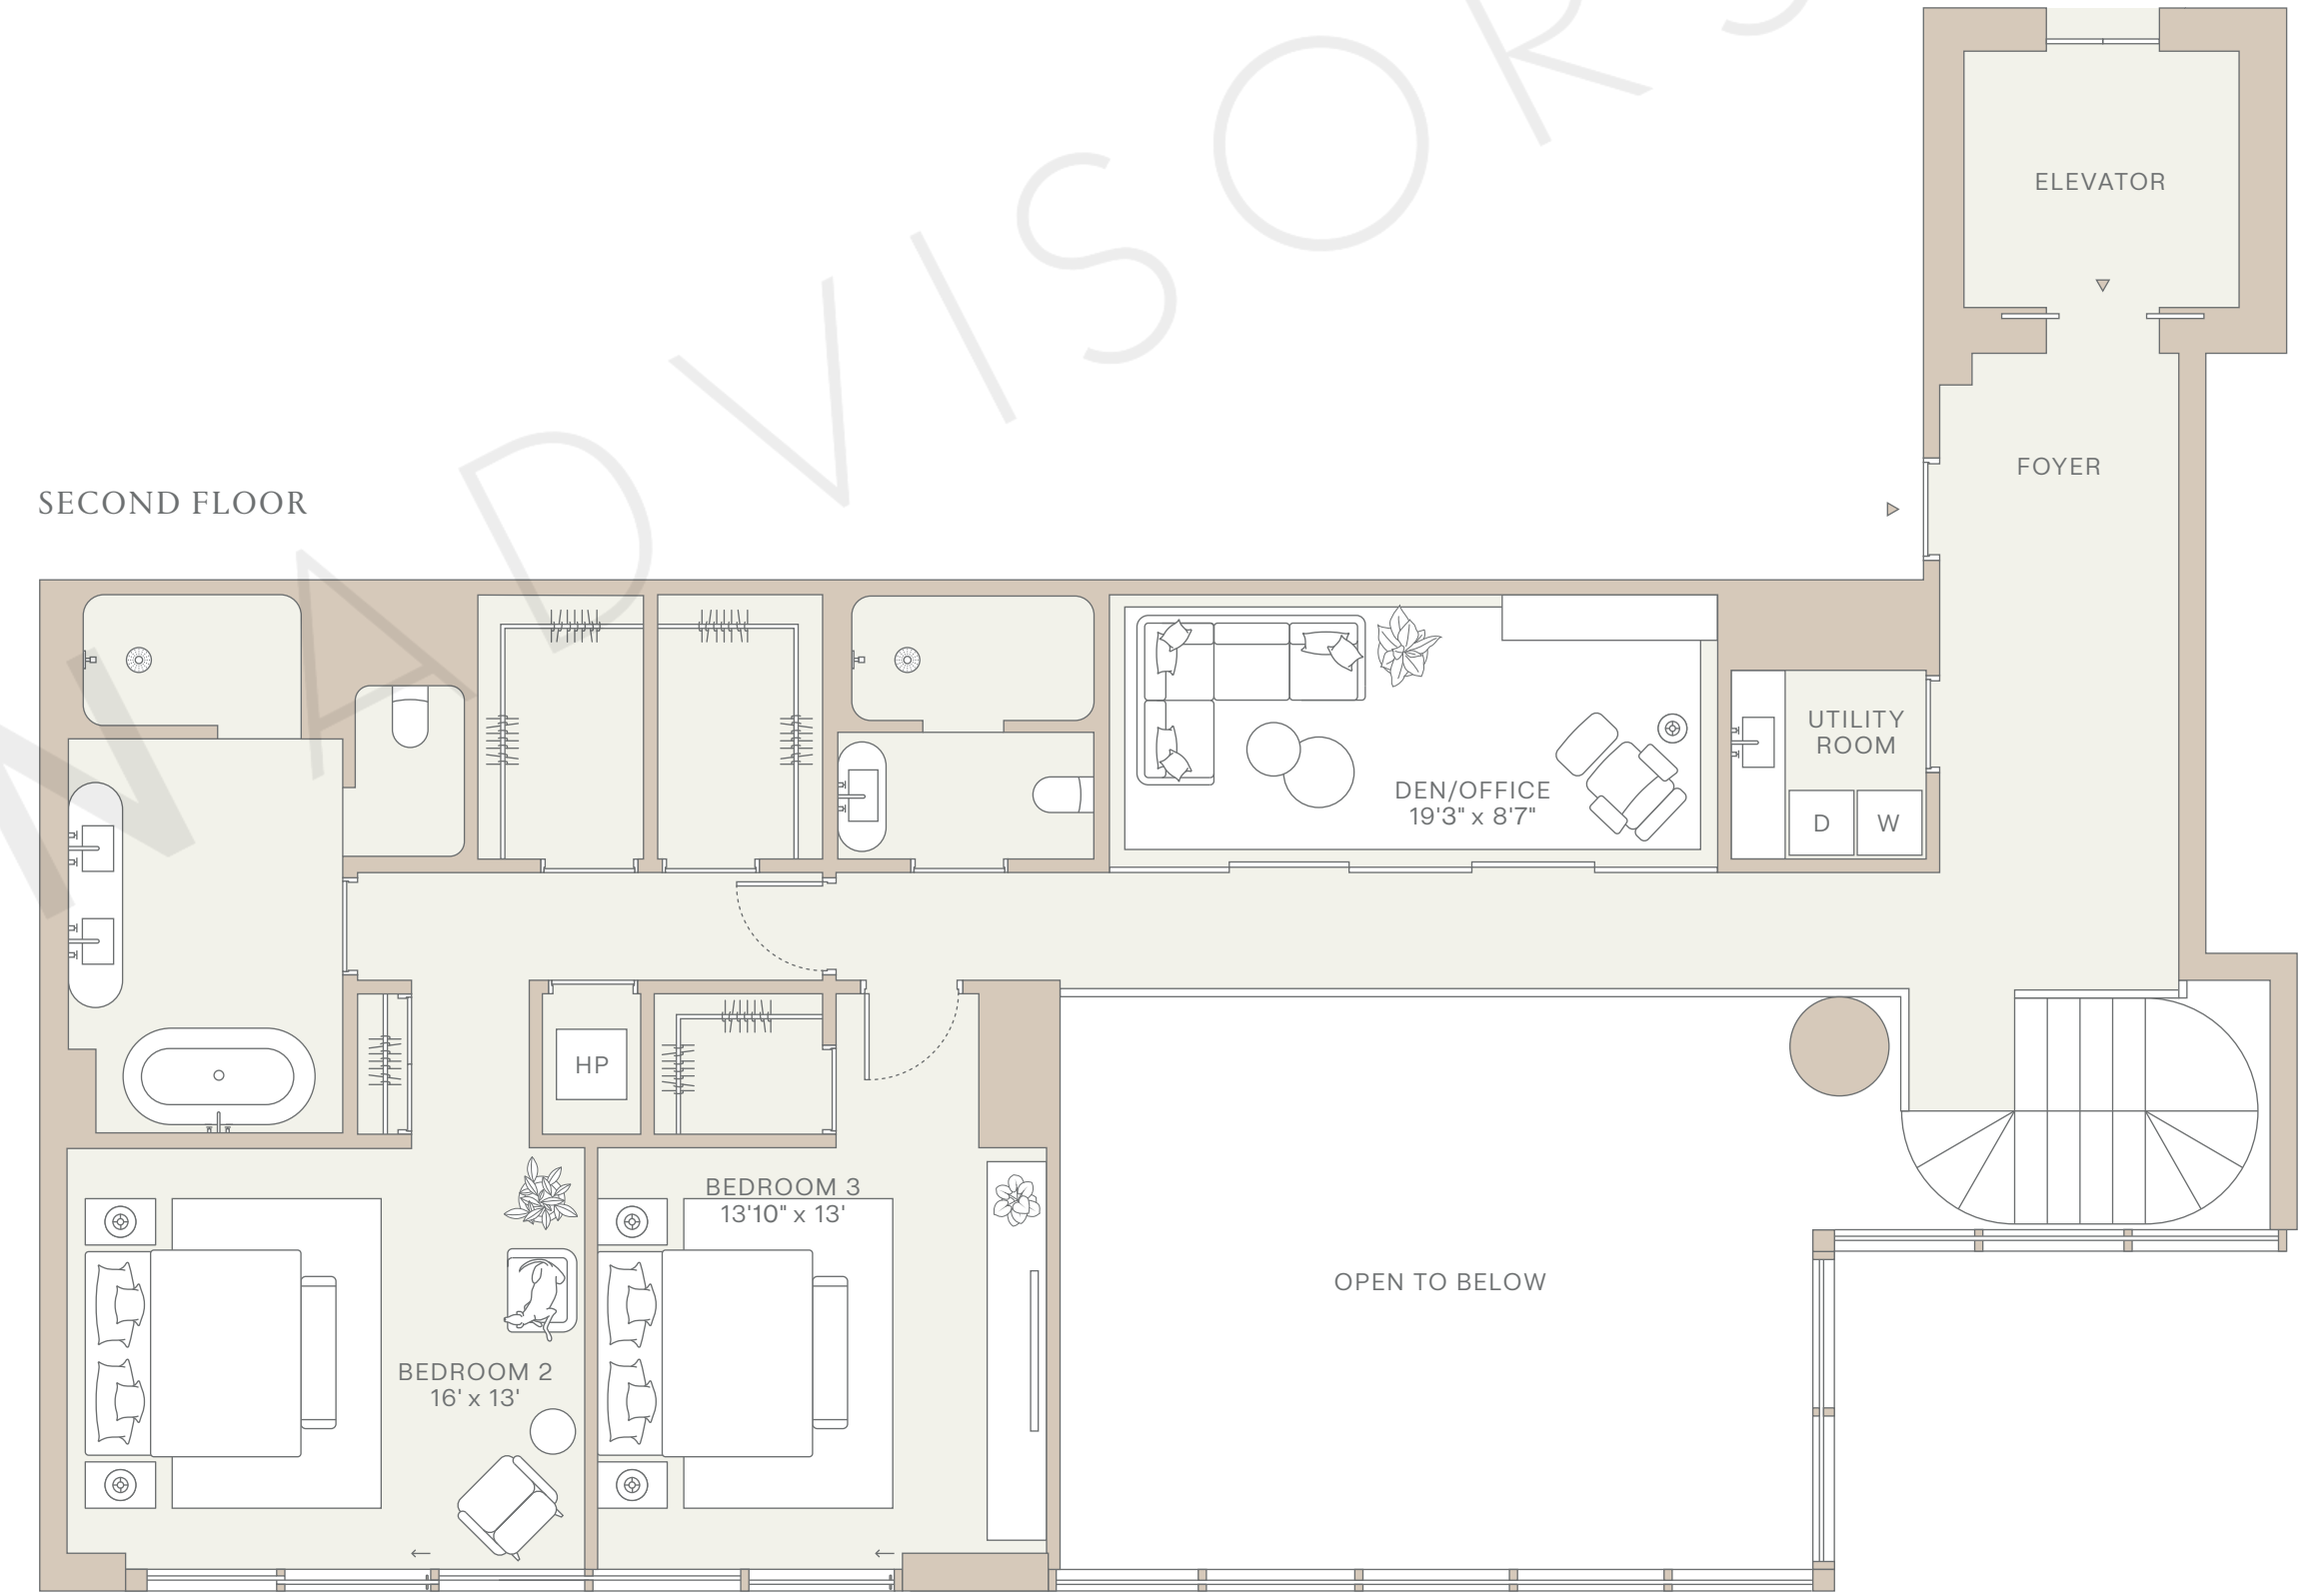 N ADVISORS
ELEVATOR
FOYER
SECOND FLOOR
UTILITY
ROOM
DEN/OFFICE
19'3" x 8'7"
D W
HP
BEDROOM 3
13'10" x 13'
OPEN TO BELOW
BEDROOM 2
16' x 13'